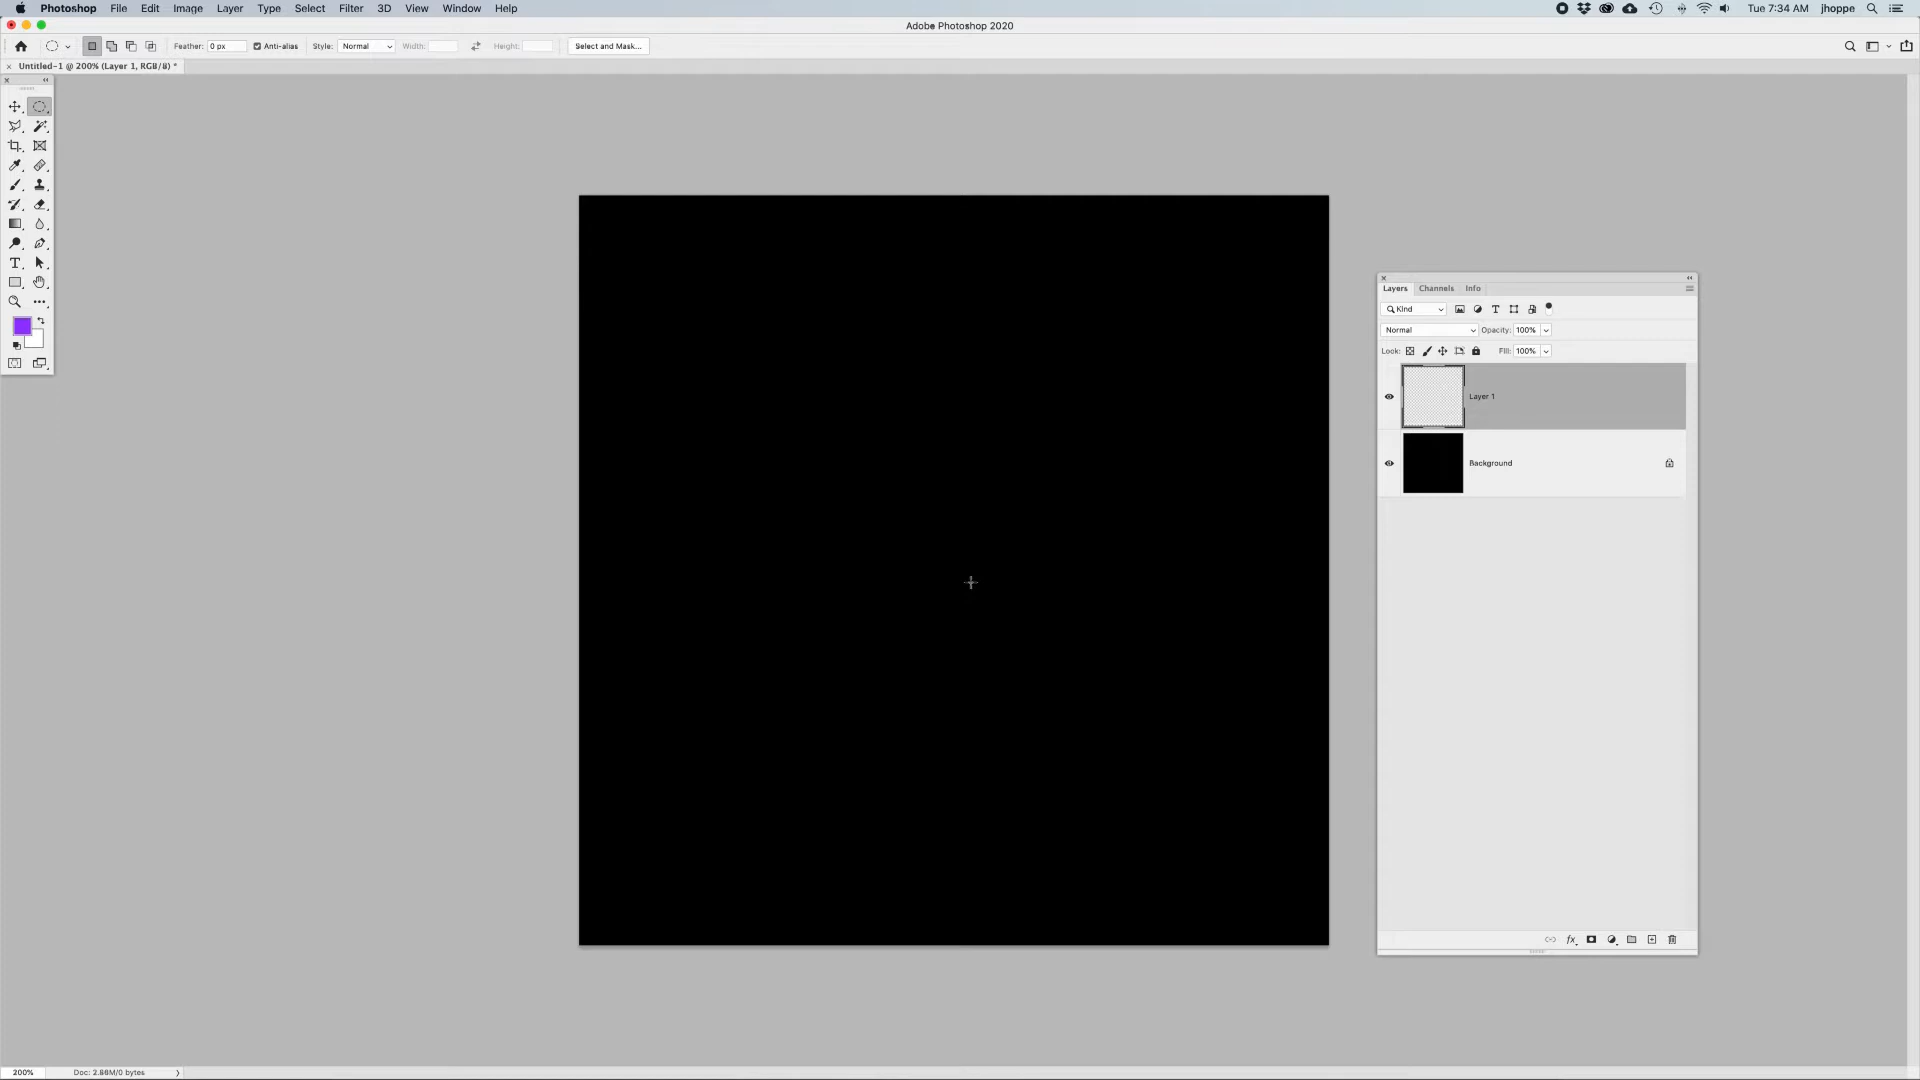 Photoshop File Edit Image Layer Type Select Filter 3D View Window Help Tue 7:34 AM jhoppe
Adobe Photoshop 2020
Feather: 0 px Anti-alias Style: Normal Width: Height: Select and Mask...
Untitled-1 @ 200% (Layer 1, RGB/8) *
Layers Channels Info
Kind
Normal Opacity: 100%
Lock: Fill: 100%
Layer 1
Background
fx
200% Doc: 2.86M/0 bytes